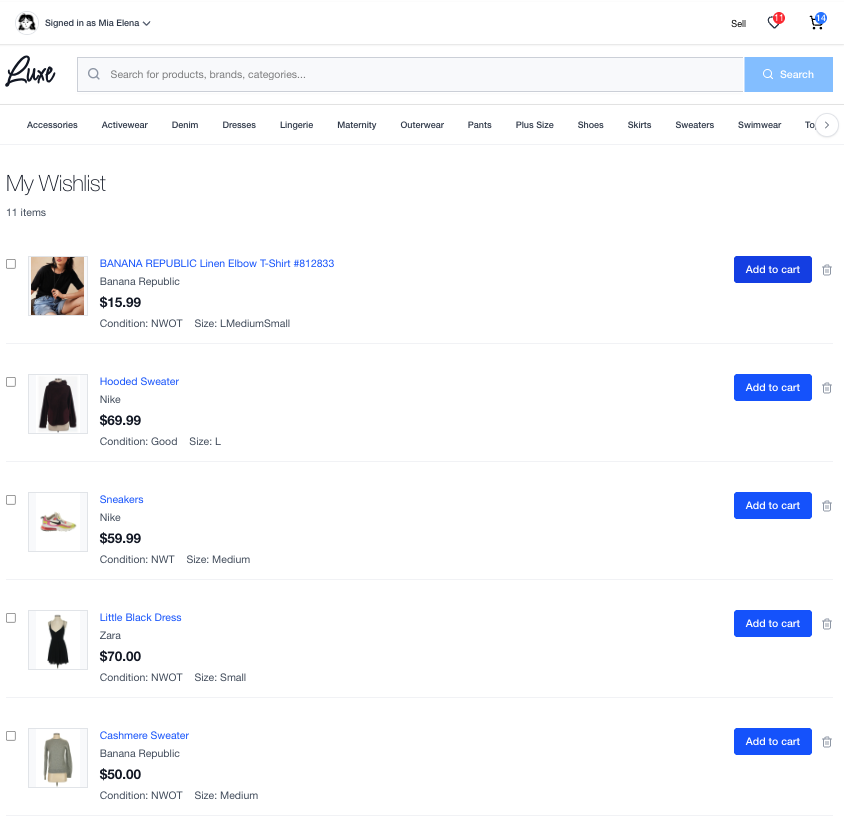 Signed in as Mia Elena
Sell
11
14
Luxe
Search for products, brands, categories...
Search
Accessories Activewear Denim Dresses Lingerie Maternity Outerwear Pants Plus Size Shoes Skirts Sweaters Swimwear To
My Wishlist
11 items
BANANA REPUBLIC Linen Elbow T-Shirt #812833
Banana Republic
$15.99
Condition: NWOT Size: LMediumSmall
Add to cart
Hooded Sweater
Nike
$69.99
Condition: Good Size: L
Add to cart
Sneakers
Nike
$59.99
Condition: NWT Size: Medium
Add to cart
Little Black Dress
Zara
$70.00
Condition: NWOT Size: Small
Add to cart
Cashmere Sweater
Banana Republic
$50.00
Condition: NWOT Size: Medium
Add to cart